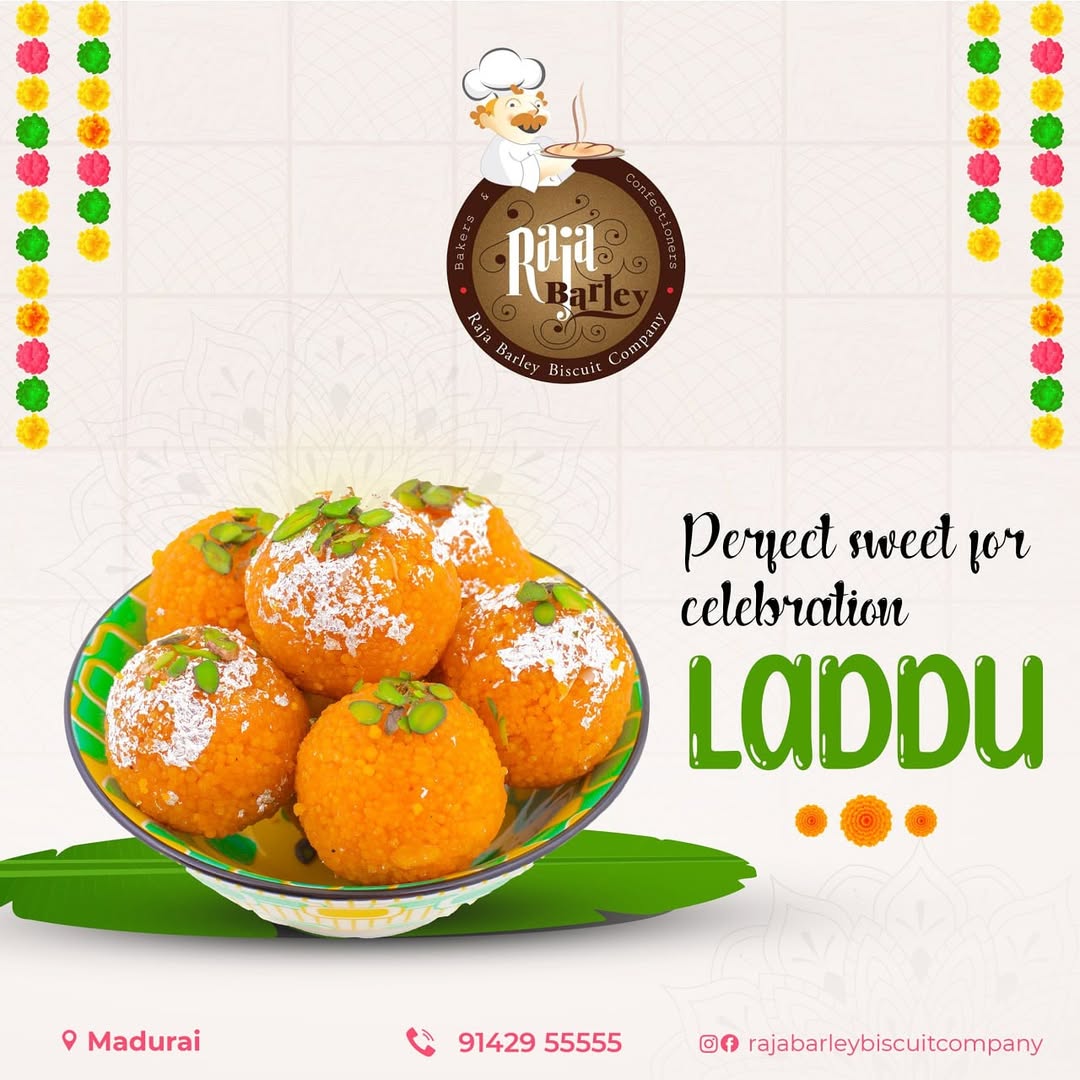 Bakers & Confectioners
Raja
Barley
Raja Barley Biscuit Company
Perfect sweet for
celebration
LaDDU
Madurai
91429 55555
rajabarleybiscuitcompany